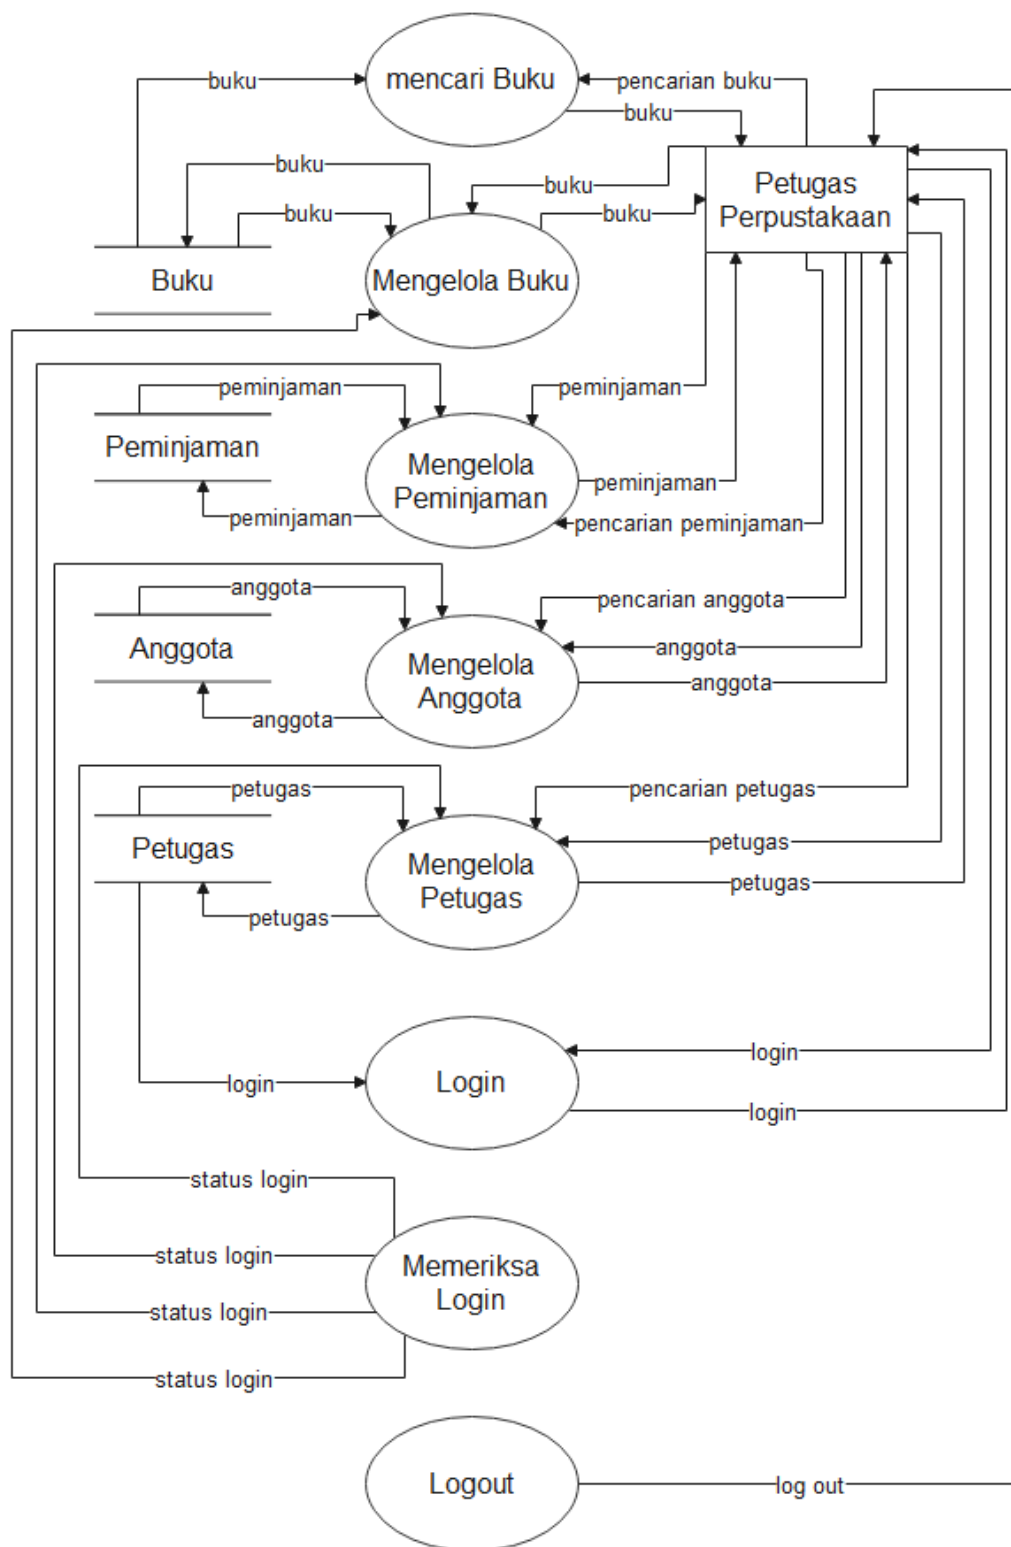 mencari Buku
buku
pencarian buku
buku
buku
buku
buku
buku
Petugas
Perpustakaan
Buku
Mengelola Buku
peminjaman
peminjaman
Peminjaman
Mengelola
Peminjaman
peminjaman
peminjaman
pencarian peminjaman
anggota
pencarian anggota
Anggota
Mengelola
Anggota
anggota
anggota
anggota
petugas
pencarian petugas
Petugas
Mengelola
Petugas
petugas
petugas
petugas
login
login
Login
login
status login
status login
Memeriksa
Login
status login
status login
Logout
log out